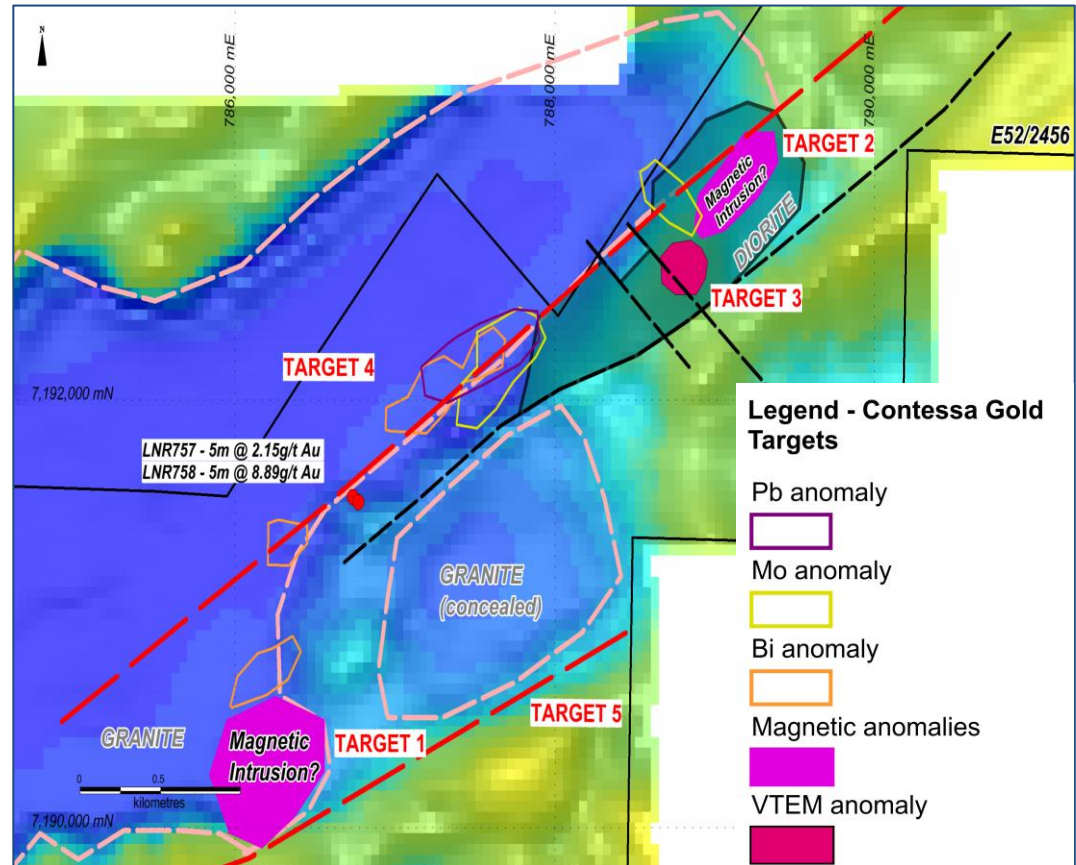 N
786,000 mE
788,000 mE
790,000 mE
E52/2456
TARGET 2
Magnetic
Intrusion?
DIORITE
TARGET 3
TARGET 4
7,192,000 mN
LNR757 - 5m @ 2.15g/t Au
LNR758 - 5m @ 8.89g/t Au
GRANITE
(concealed)
TARGET 5
GRANITE
Magnetic
Intrusion?
TARGET 1
0
0.5
kilometres
7,190,000 mN
Legend - Contessa Gold
Targets
Pb anomaly
Mo anomaly
Bi anomaly
Magnetic anomalies
VTEM anomaly